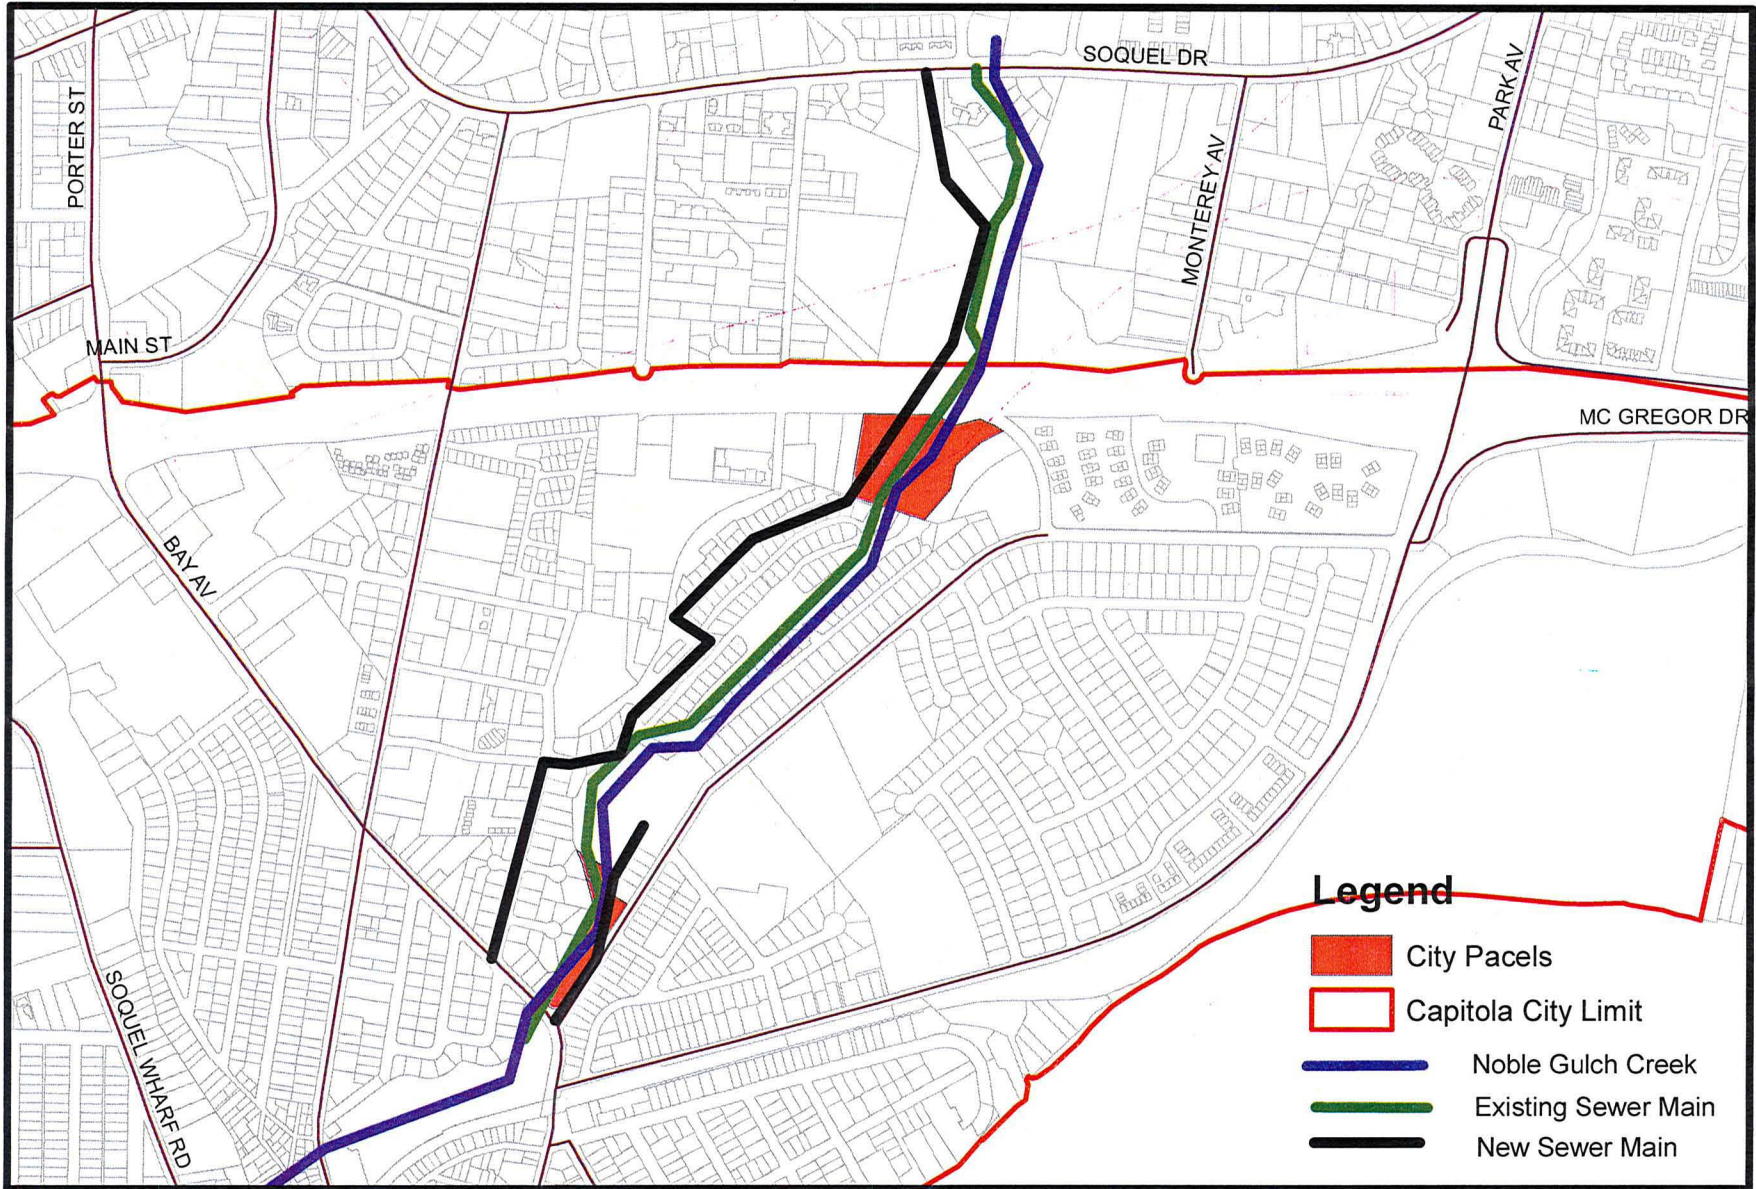 SOQUEL DR
PARK AV
PORTER ST
MONTEREY AV
MAIN ST
MC GREGOR DR
BAY AV
SOQUEL WHARF RD
Legend
City Pacels
Capitola City Limit
Noble Gulch Creek
Existing Sewer Main
New Sewer Main